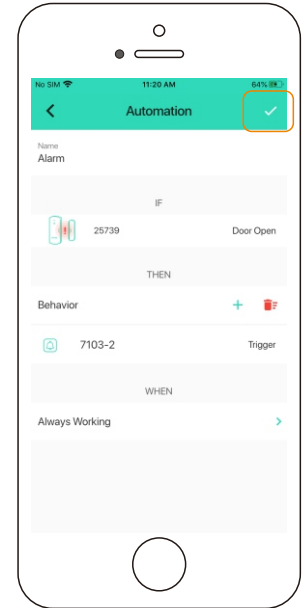 No SIM 11:20 AM 64%
Automation
Name
Alarm
IF
25739 Door Open
THEN
Behavior
7103-2 Trigger
WHEN
Always Working